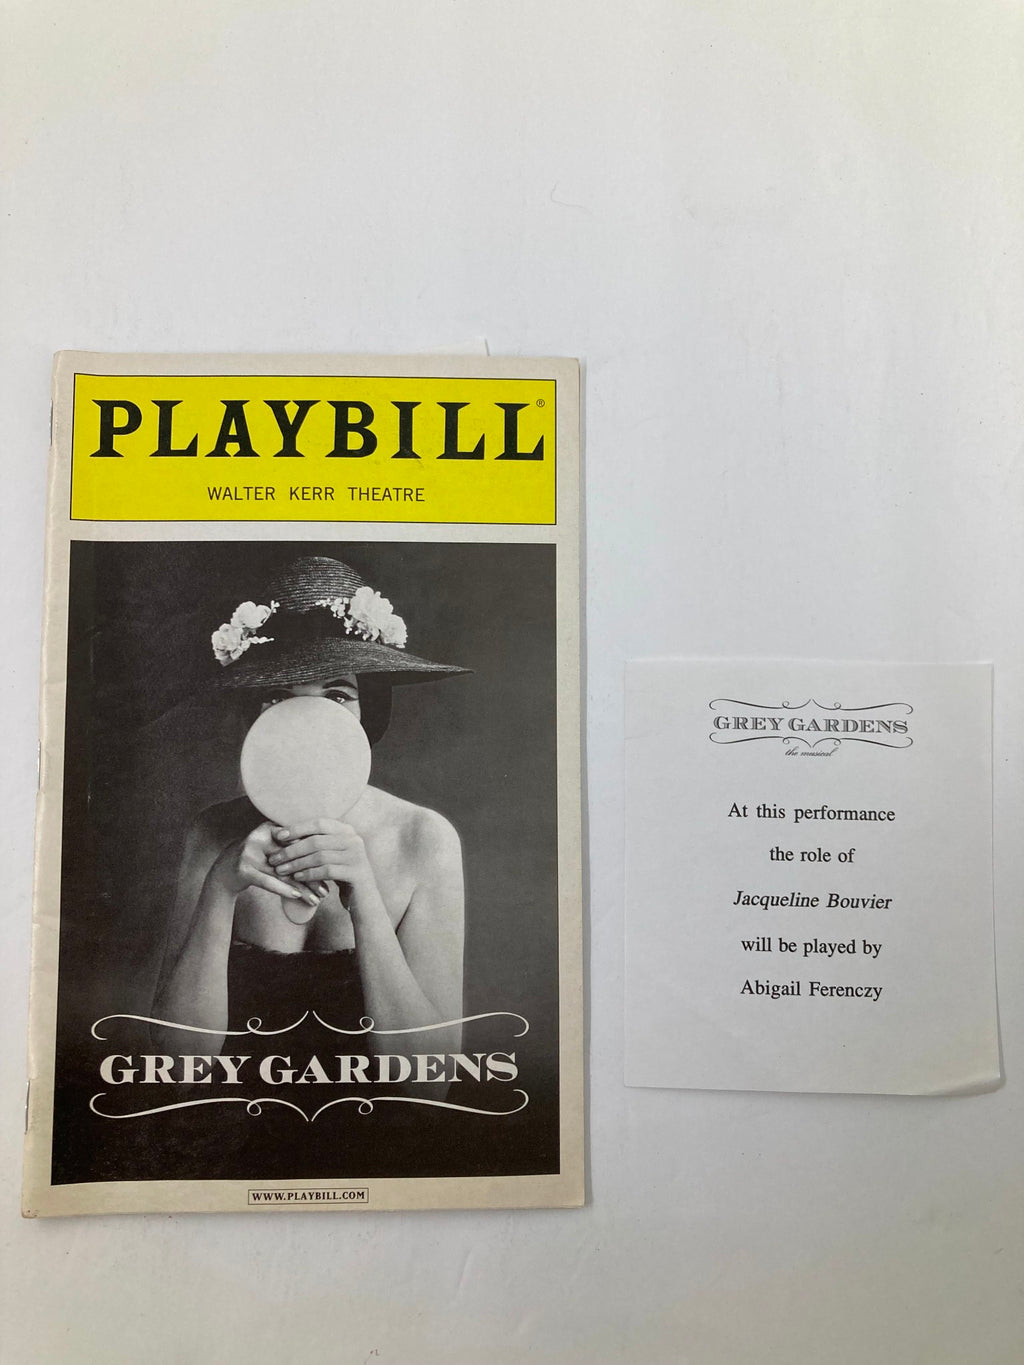 PLAYBILL®
WALTER KERR THEATRE
GREY GARDENS
WWW.PLAYBILL.COM
GREY GARDENS
the musical
At this performance
the role of
Jacqueline Bouvier
will be played by
Abigail Ferenczy